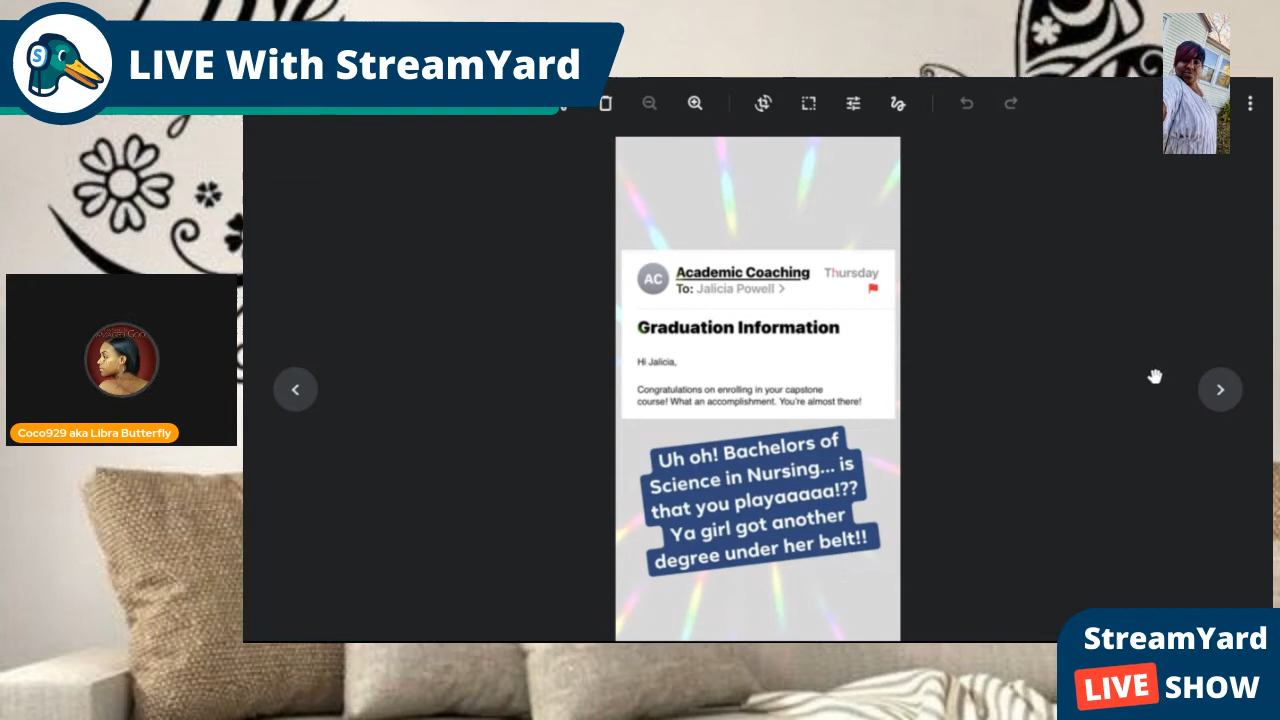 LIVE With StreamYard
S
AC
Academic Coaching
Thursday
To: Jalicia Powell >
Graduation Information
Hi Jalicia,
Congratulations on enrolling in your capstone
course! What an accomplishment. You're almost there!
Uh oh! Bachelors of
Science in Nursing... is
that you playaaaaa!??
Ya girl got another
degree under her belt!!
Coco929 aka Libra Butterfly
StreamYard
LIVE SHOW